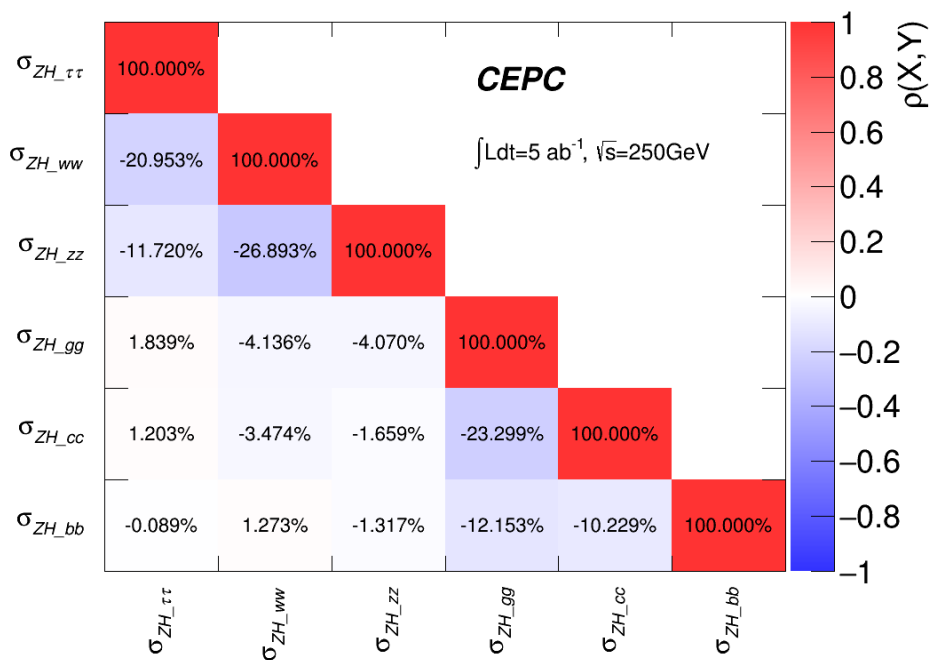 CEPC
∫Ldt=5 ab⁻¹, √s=250GeV
σ_ZH_ττ 100.000%
σ_ZH_ww -20.953% 100.000%
σ_ZH_zz -11.720% -26.893% 100.000%
σ_ZH_gg 1.839% -4.136% -4.070% 100.000%
σ_ZH_cc 1.203% -3.474% -1.659% -23.299% 100.000%
σ_ZH_bb -0.089% 1.273% -1.317% -12.153% -10.229% 100.000%
σ_ZH_ττ σ_ZH_ww σ_ZH_zz σ_ZH_gg σ_ZH_cc σ_ZH_bb
1
0.8
0.6
0.4
0.2
0
−0.2
−0.4
−0.6
−0.8
−1
ρ(X,Y)